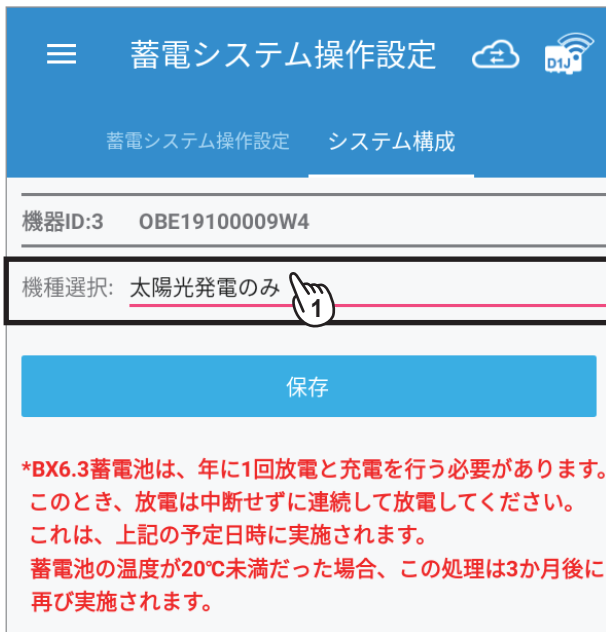 蓄電システム操作設定
D1J
蓄電システム操作設定 システム構成
機器ID:3 OBE19100009W4
機種選択: 太陽光発電のみ
1
保存
*BX6.3蓄電池は、年に1回放電と充電を行う必要があります。
このとき、放電は中断せずに連続して放電してください。
これは、上記の予定日時に実施されます。
蓄電池の温度が20℃未満だった場合、この処理は3か月後に
再び実施されます。